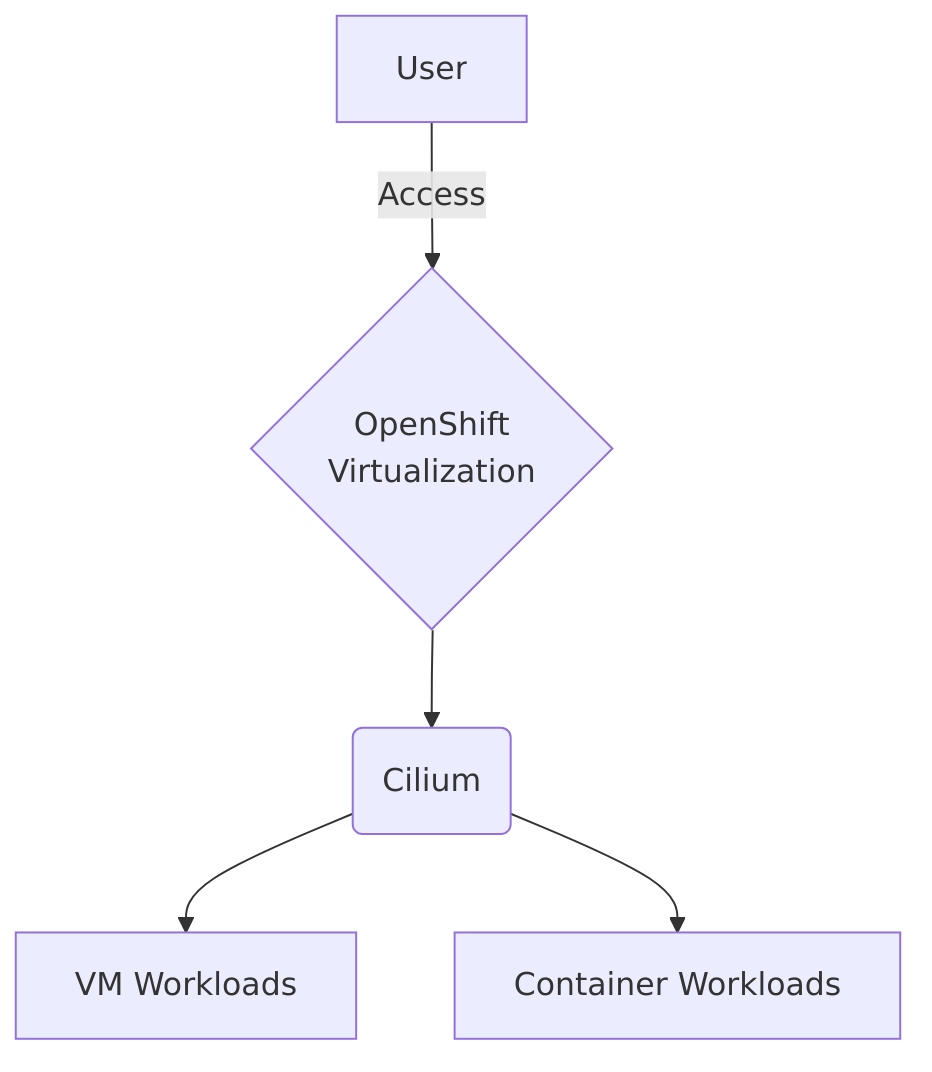 User
Access
OpenShift
Virtualization
Cilium
VM Workloads
Container Workloads